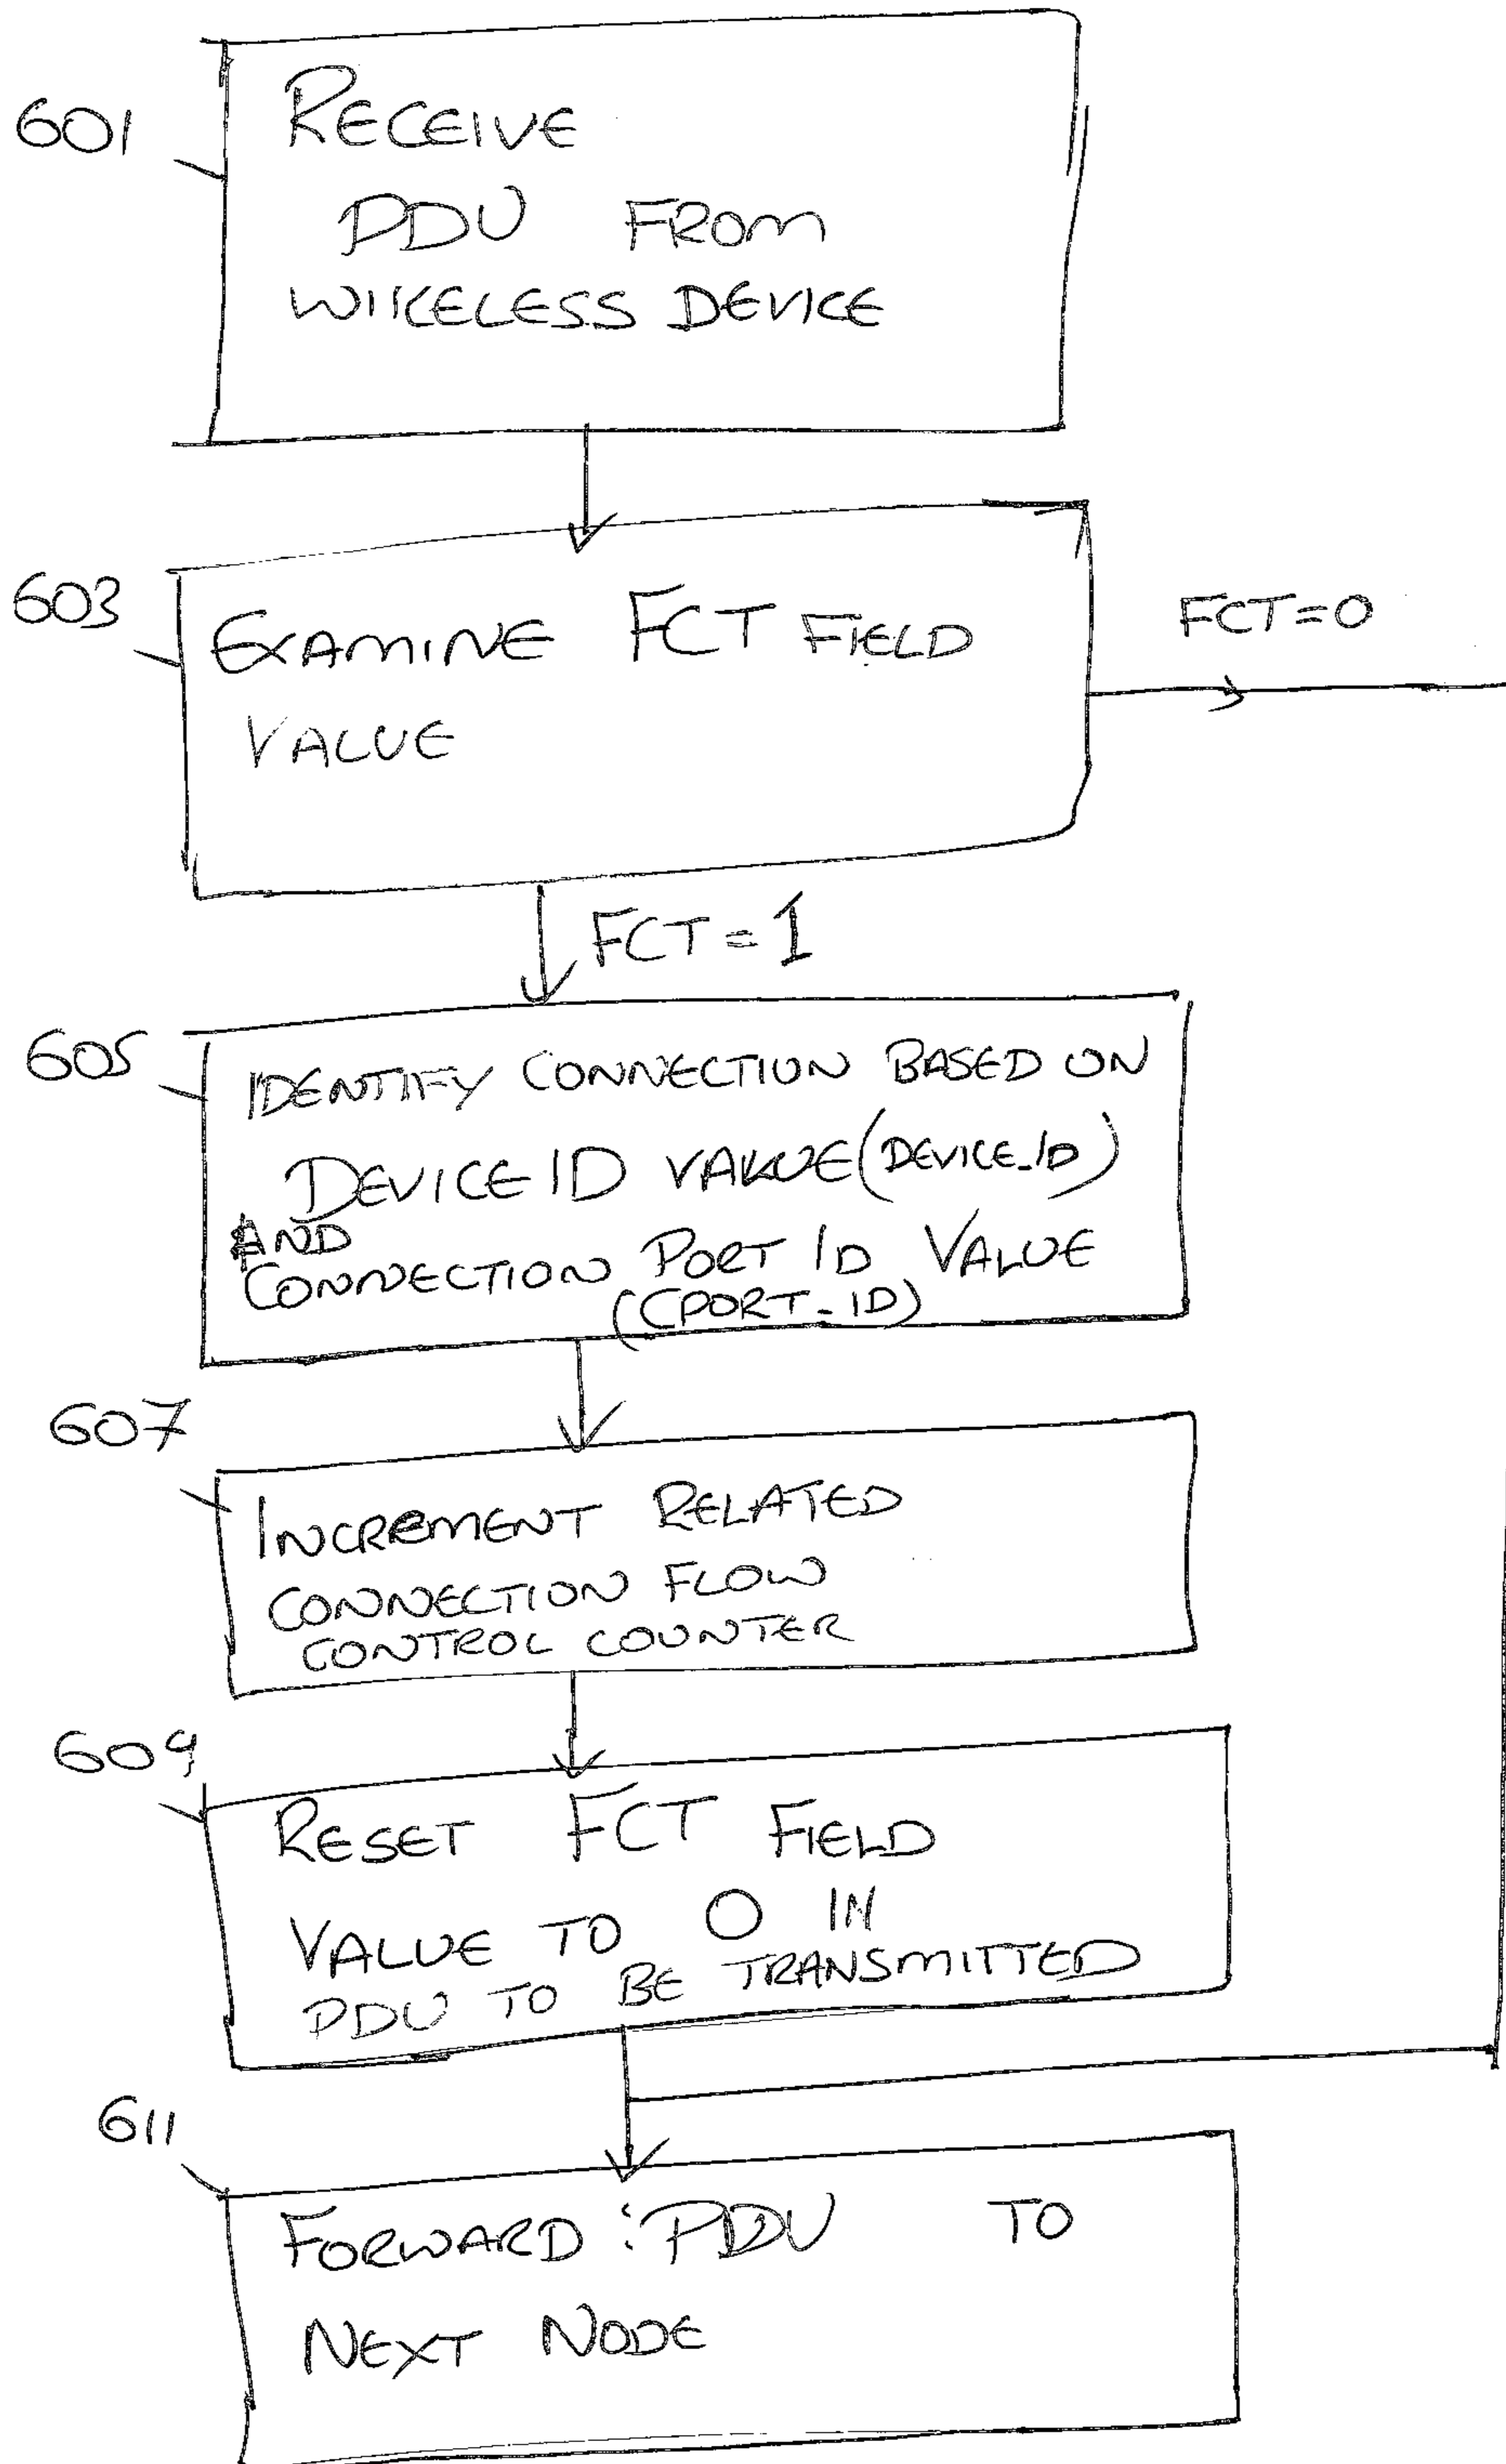 601
RECEIVE
PDU FROM
WIRELESS DEVICE
603
EXAMINE FCT FIELD
VALUE
FCT=0
FCT=1
605
IDENTIFY CONNECTION BASED ON
DEVICE ID VALUE (DEVICE_ID)
AND
CONNECTION PORT ID VALUE
(CPORT_ID)
607
INCREMENT RELATED
CONNECTION FLOW
CONTROL COUNTER
609
RESET FCT FIELD
VALUE TO 0 IN
PDU TO BE TRANSMITTED
611
FORWARD PDU TO
NEXT NODE